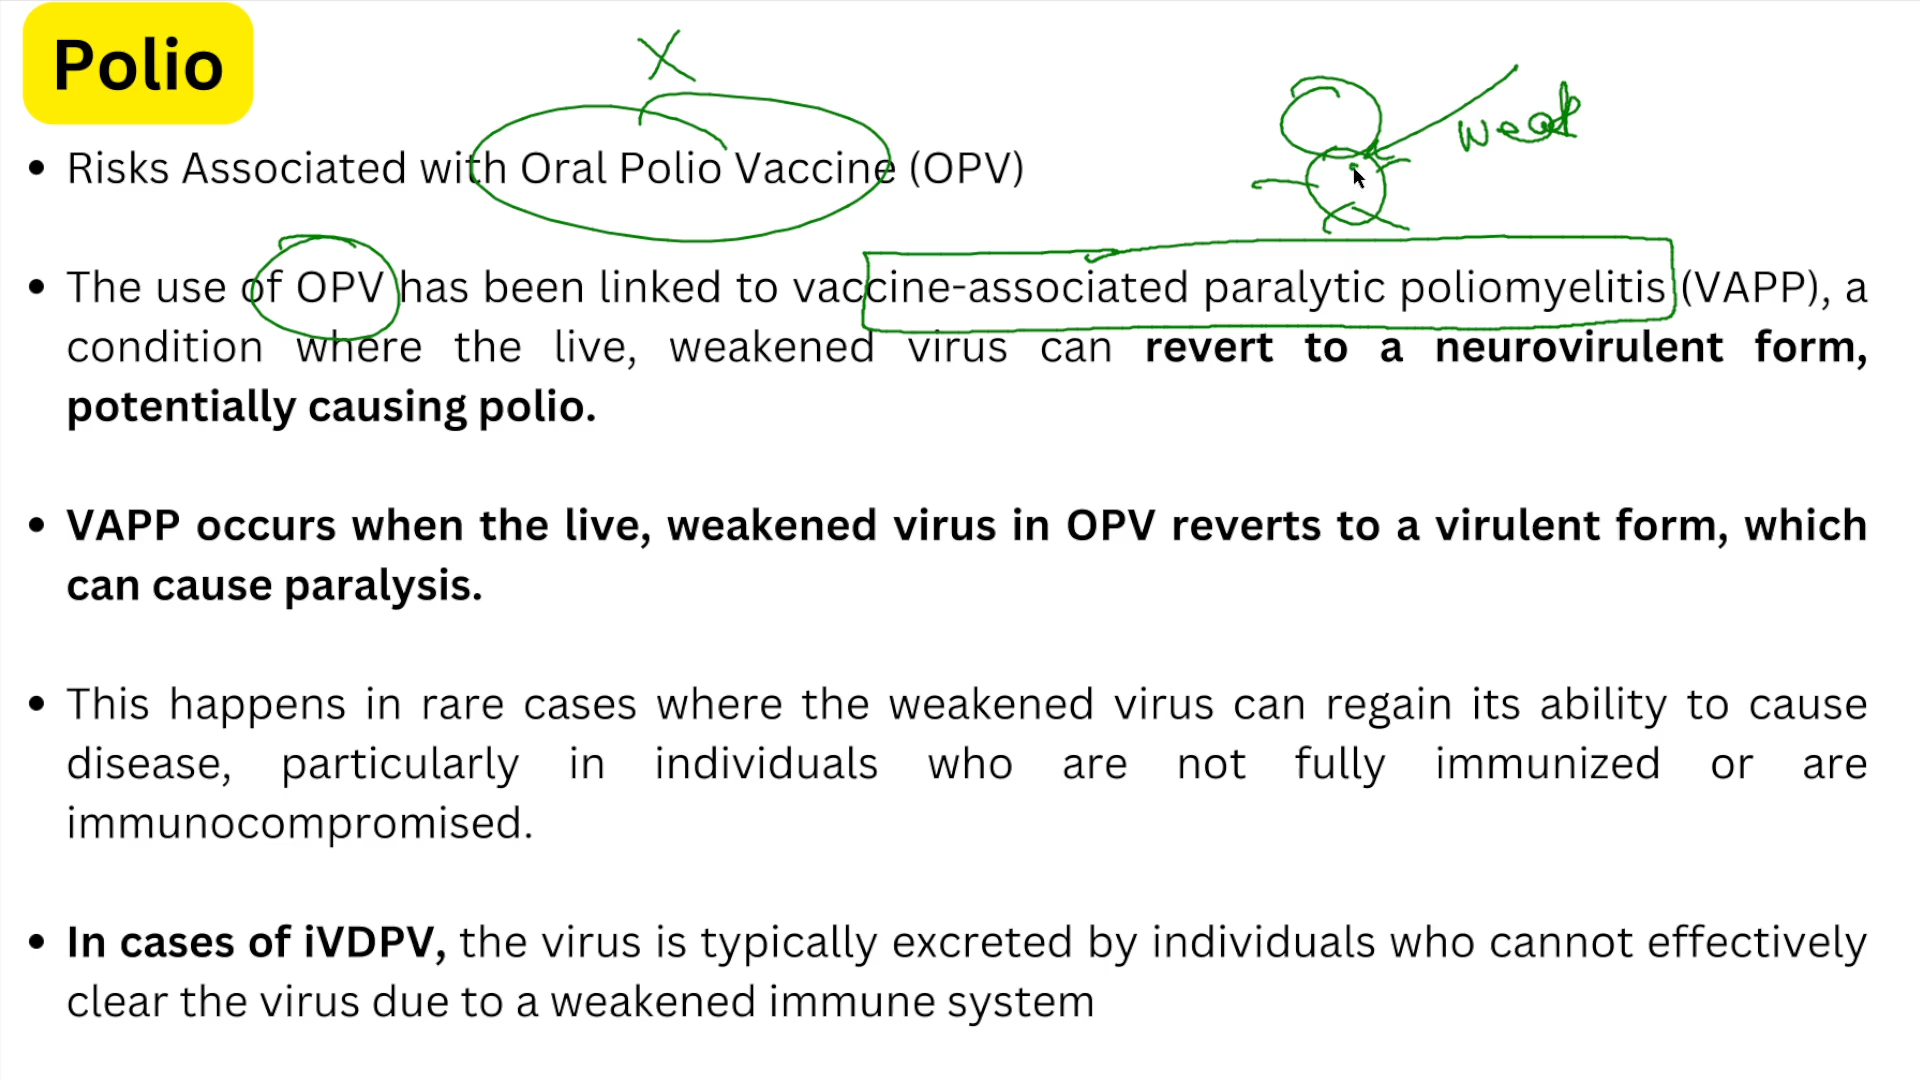 Polio
X
weak
Risks Associated with Oral Polio Vaccine (OPV)
The use of OPV has been linked to vaccine-associated paralytic poliomyelitis (VAPP), a
condition where the live, weakened virus can revert to a neurovirulent form,
potentially causing polio.
VAPP occurs when the live, weakened virus in OPV reverts to a virulent form, which
can cause paralysis.
This happens in rare cases where the weakened virus can regain its ability to cause
disease, particularly in individuals who are not fully immunized or are
immunocompromised.
In cases of iVDPV, the virus is typically excreted by individuals who cannot effectively
clear the virus due to a weakened immune system